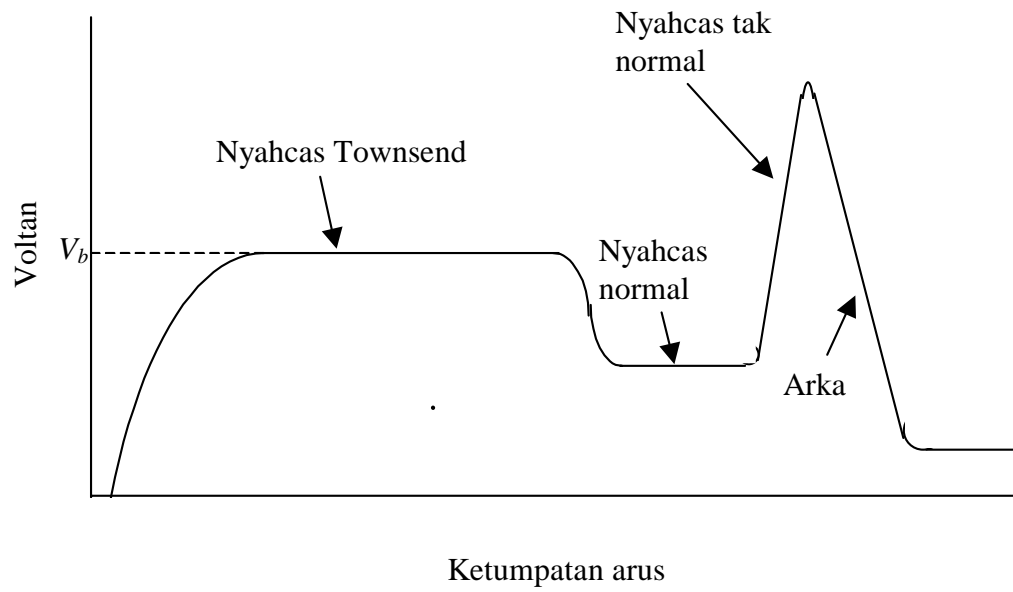 Nyahcas tak
normal
Nyahcas Townsend
Voltan
V_b
Nyahcas
normal
Arka
Ketumpatan arus